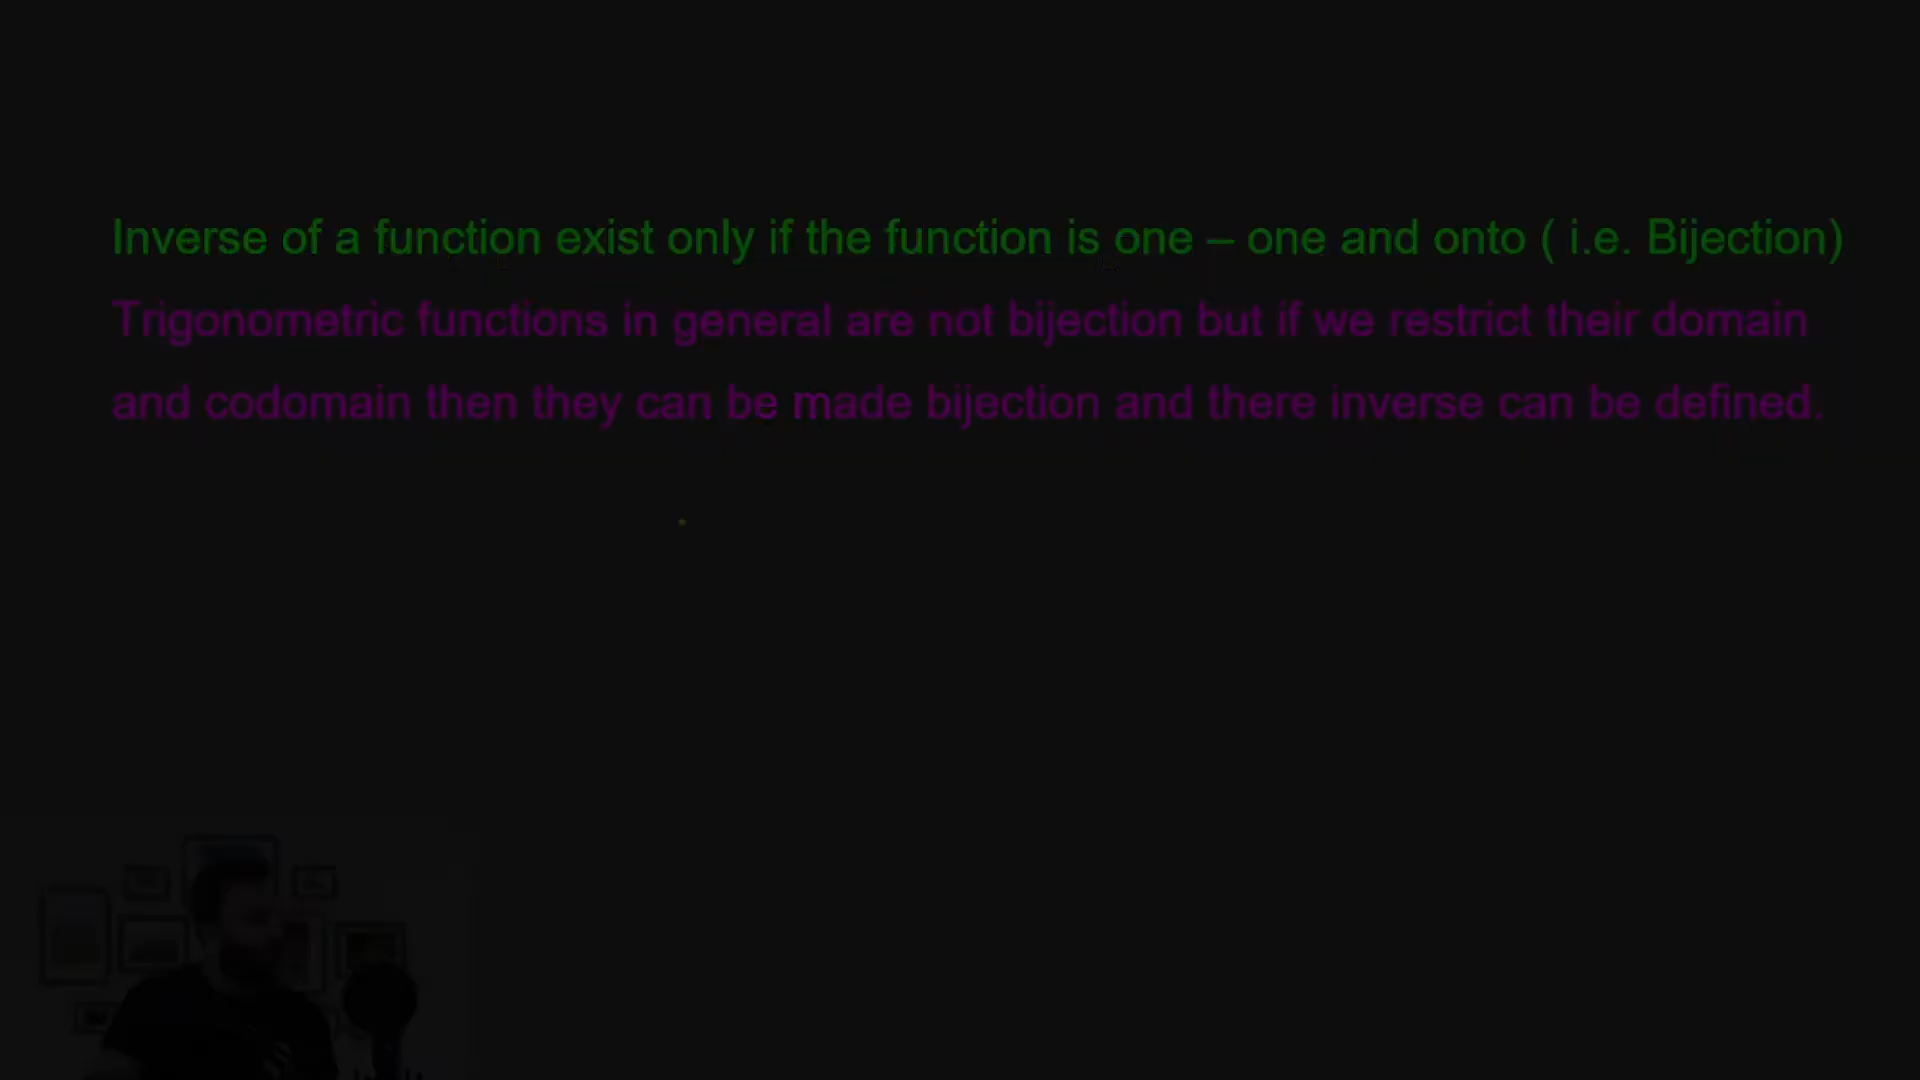 Inverse of a function exist only if the function is one – one and onto ( i.e. Bijection)
Trigonometric functions in general are not bijection but if we restrict their domain
and codomain then they can be made bijection and there inverse can be defined.